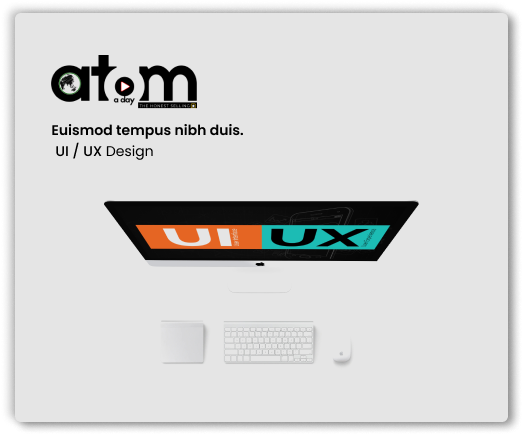 atom
a day
THE HONEST SELLING
Euismod tempus nibh duis.
UI / UX Design
UI UX